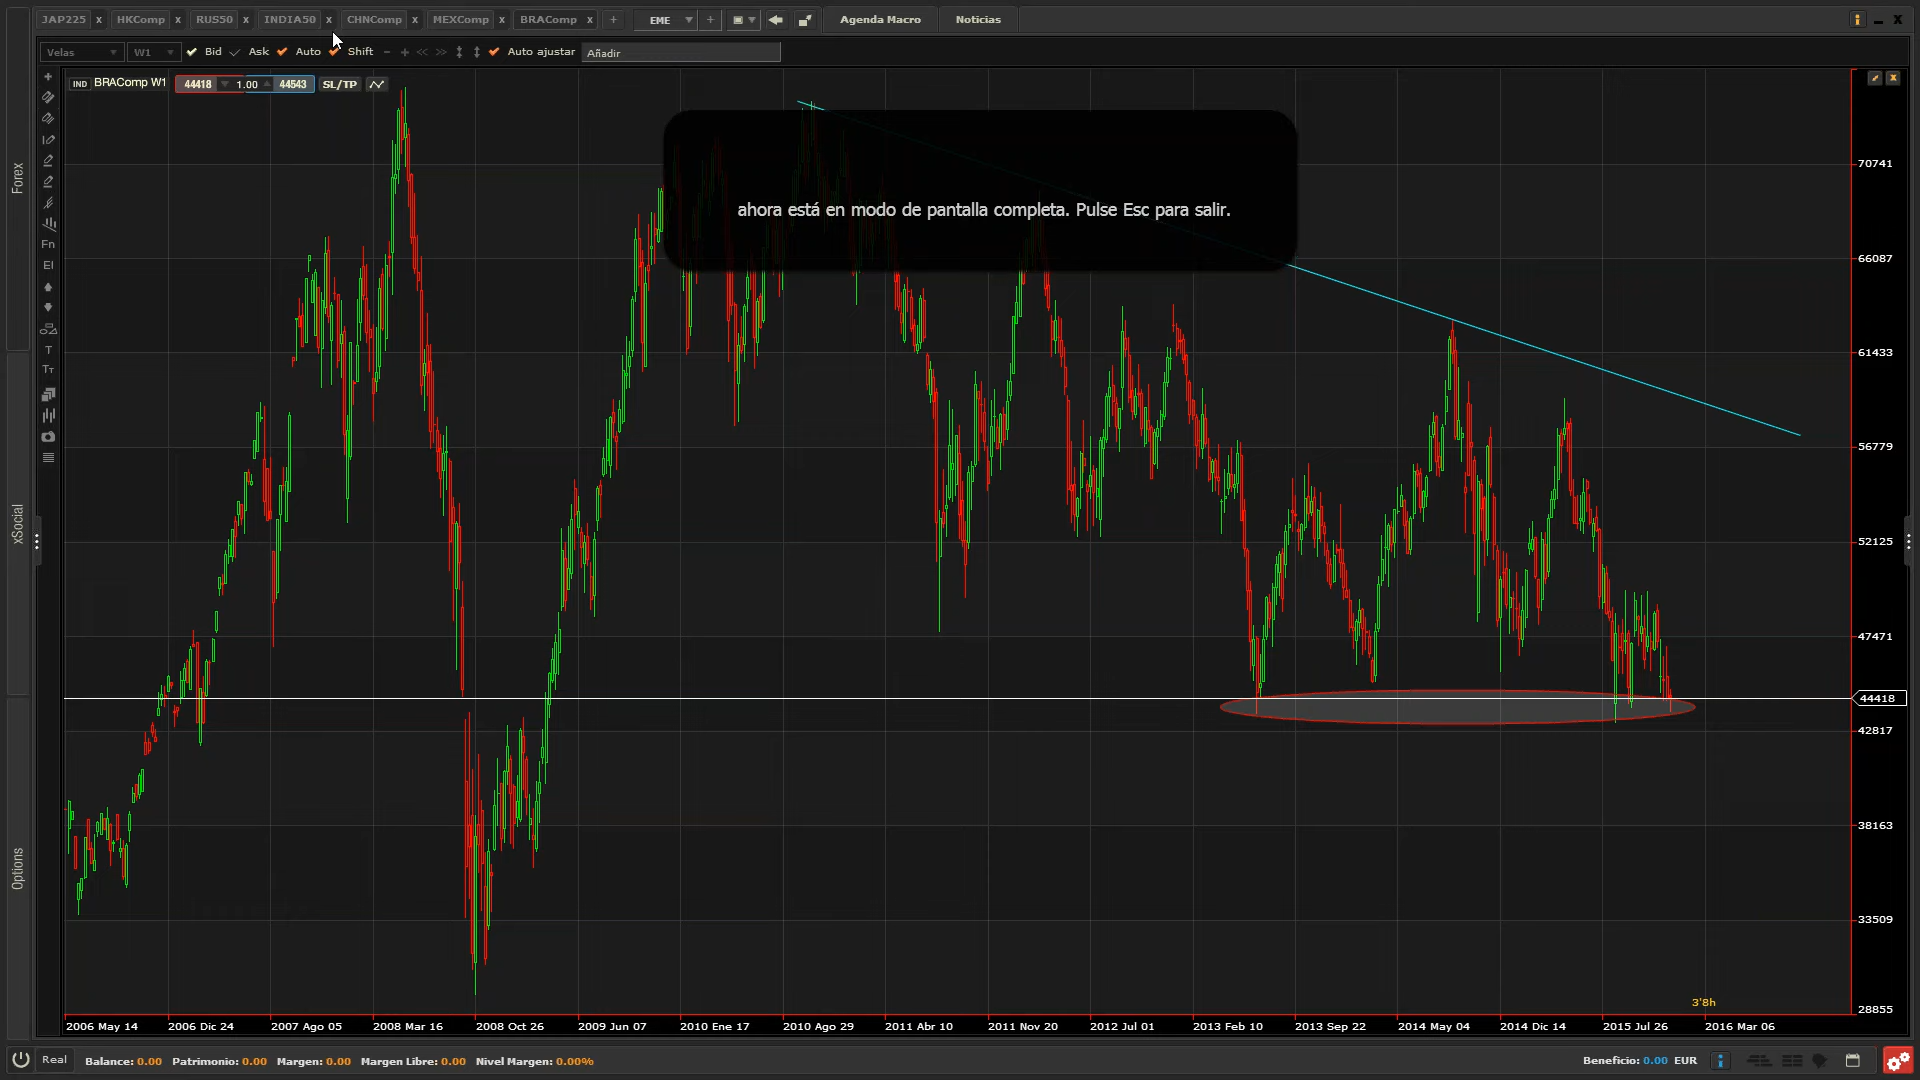 JAP225 x HKComp x RUS50 x INDIA50 x CHNComp x MEXComp x BRAComp x + EME + Agenda Macro Noticias
Velas W1 Bid Ask Auto Shift Auto ajustar Añadir
IND BRAComp W1 44418 1.00 44543 SL/TP
Forex
xSocial
Options
Fn
EI
T
TT
ahora está en modo de pantalla completa. Pulse Esc para salir.
70741
66087
61433
56779
52125
47471
44418
42817
38163
33509
28855
3'8h
2006 May 14 2006 Dic 24 2007 Ago 05 2008 Mar 16 2008 Oct 26 2009 Jun 07 2010 Ene 17 2010 Ago 29 2011 Abr 10 2011 Nov 20 2012 Jul 01 2013 Feb 10 2013 Sep 22 2014 May 04 2014 Dic 14 2015 Jul 26 2016 Mar 06
Real Balance: 0.00 Patrimonio: 0.00 Margen: 0.00 Margen Libre: 0.00 Nivel Margen: 0.00% Beneficio: 0.00 EUR